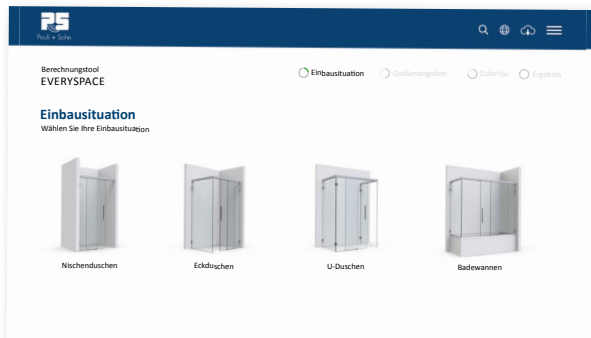 PS
Pauli + Sohn
Berechnungstool
EVERYSPACE
Einbausituation
Größenangaben
Zubehör
Ergebnis
Einbausituation
Wählen Sie Ihre Einbausituation
Nischenduschen
Eckduschen
U-Duschen
Badewannen